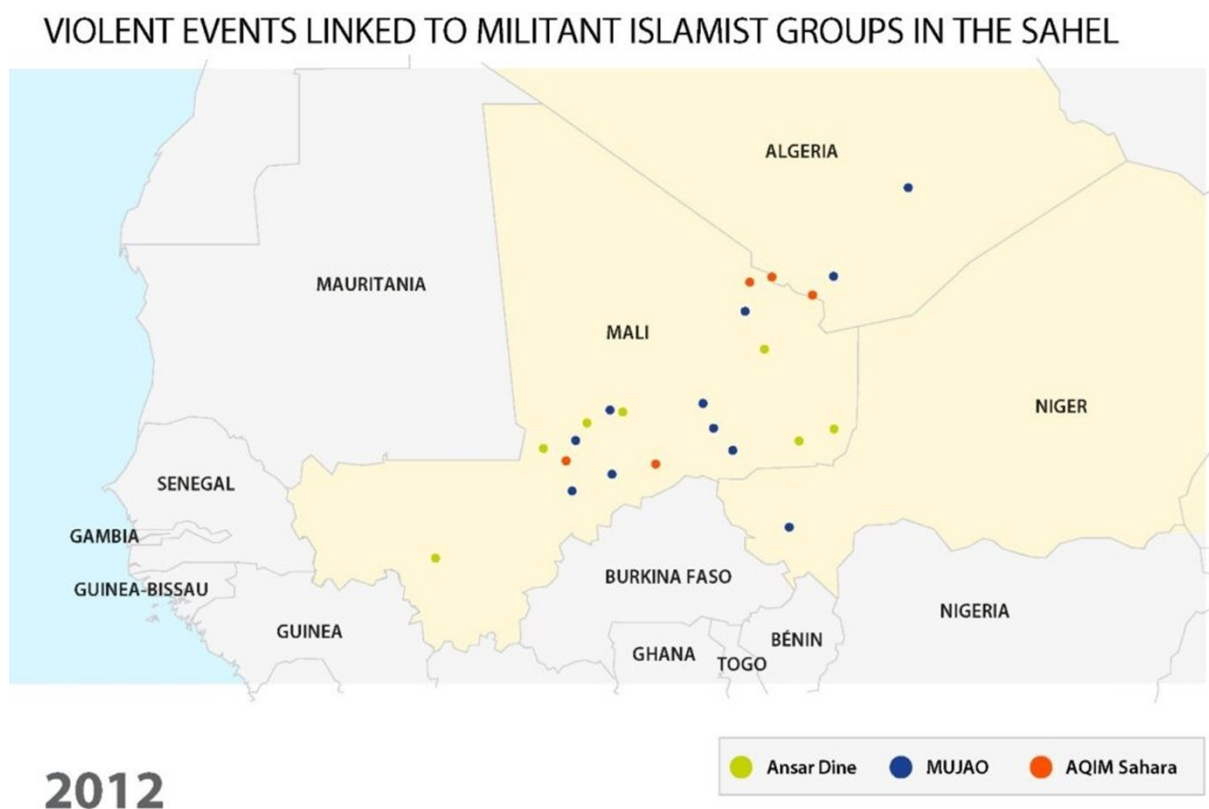 VIOLENT EVENTS LINKED TO MILITANT ISLAMIST GROUPS IN THE SAHEL
ALGERIA
MAURITANIA
MALI
NIGER
SENEGAL
GAMBIA
BURKINA FASO
GUINEA-BISSAU
NIGERIA
GUINEA
BÉNIN
GHANA
TOGO
Ansar Dine
MUJAO
AQIM Sahara
2012